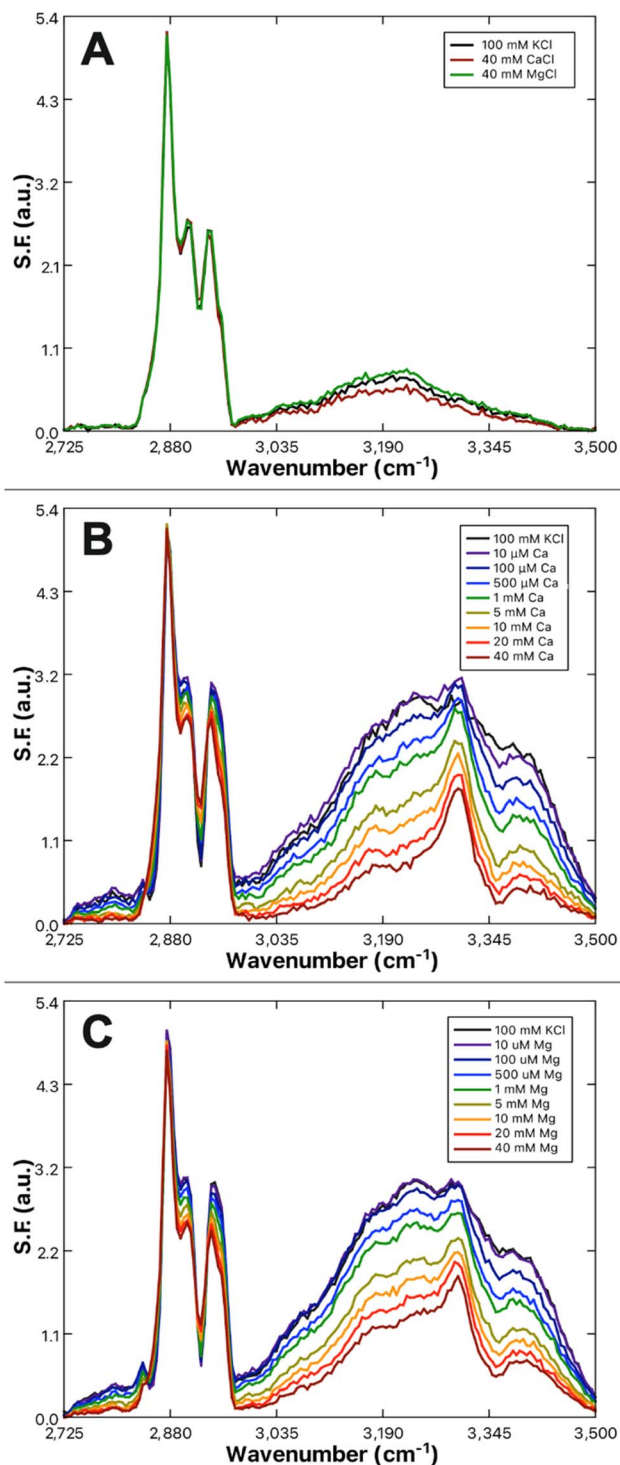 A
100 mM KCl
40 mM CaCl
40 mM MgCl
S.F. (a.u.)
5.4
4.3
3.2
2.1
1.1
0.0
2,725 2,880 3,035 3,190 3,345 3,500
Wavenumber (cm-1)
B
100 mM KCl
10 µM Ca
100 µM Ca
500 µM Ca
1 mM Ca
5 mM Ca
10 mM Ca
20 mM Ca
40 mM Ca
S.F. (a.u.)
5.4
4.3
3.2
2.2
1.1
0.0
2,725 2,880 3,035 3,190 3,345 3,500
Wavenumber (cm-1)
C
100 mM KCl
10 uM Mg
100 uM Mg
500 uM Mg
1 mM Mg
5 mM Mg
10 mM Mg
20 mM Mg
40 mM Mg
S.F. (a.u.)
5.4
4.3
3.2
2.2
1.1
0.0
2,725 2,880 3,035 3,190 3,345 3,500
Wavenumber (cm-1)